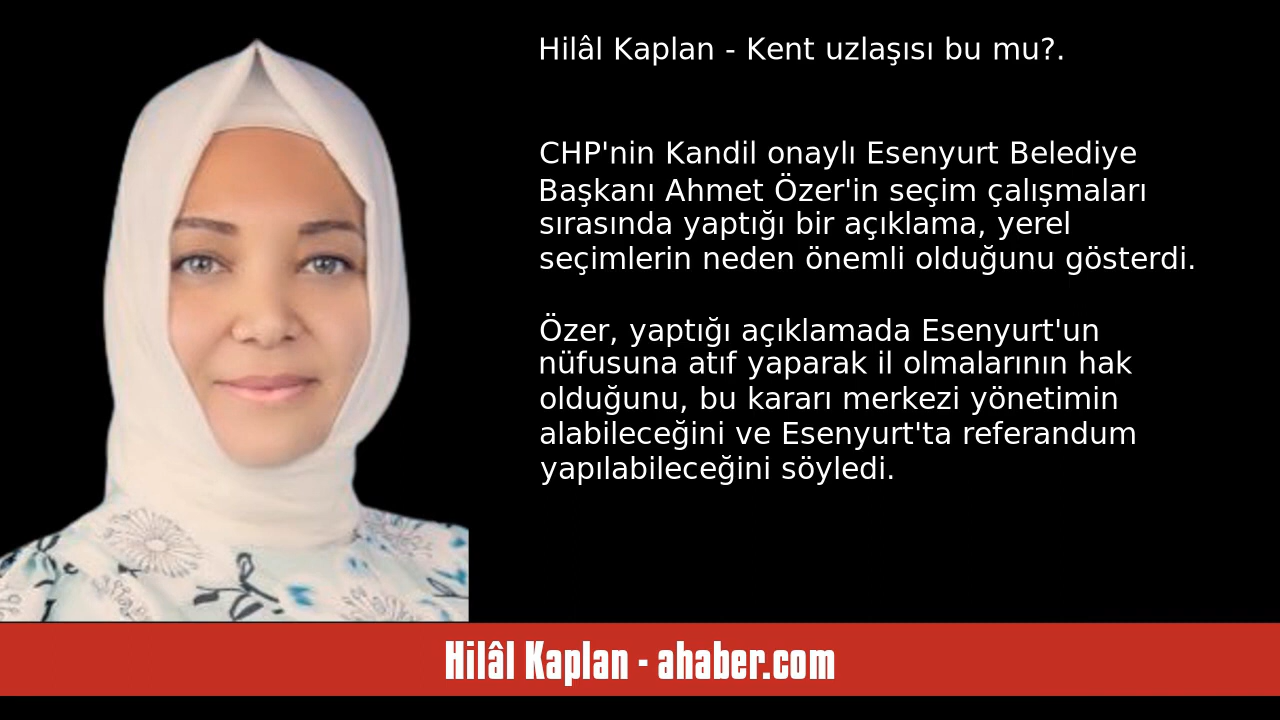 Hilâl Kaplan - Kent uzlaşısı bu mu?.
CHP'nin Kandil onaylı Esenyurt Belediye
Başkanı Ahmet Özer'in seçim çalışmaları
sırasında yaptığı bir açıklama, yerel
seçimlerin neden önemli olduğunu gösterdi.
Özer, yaptığı açıklamada Esenyurt'un
nüfusuna atıf yaparak il olmalarının hak
olduğunu, bu kararı merkezi yönetimin
alabileceğini ve Esenyurt'ta referandum
yapılabileceğini söyledi.
Hilâl Kaplan - ahaber.com